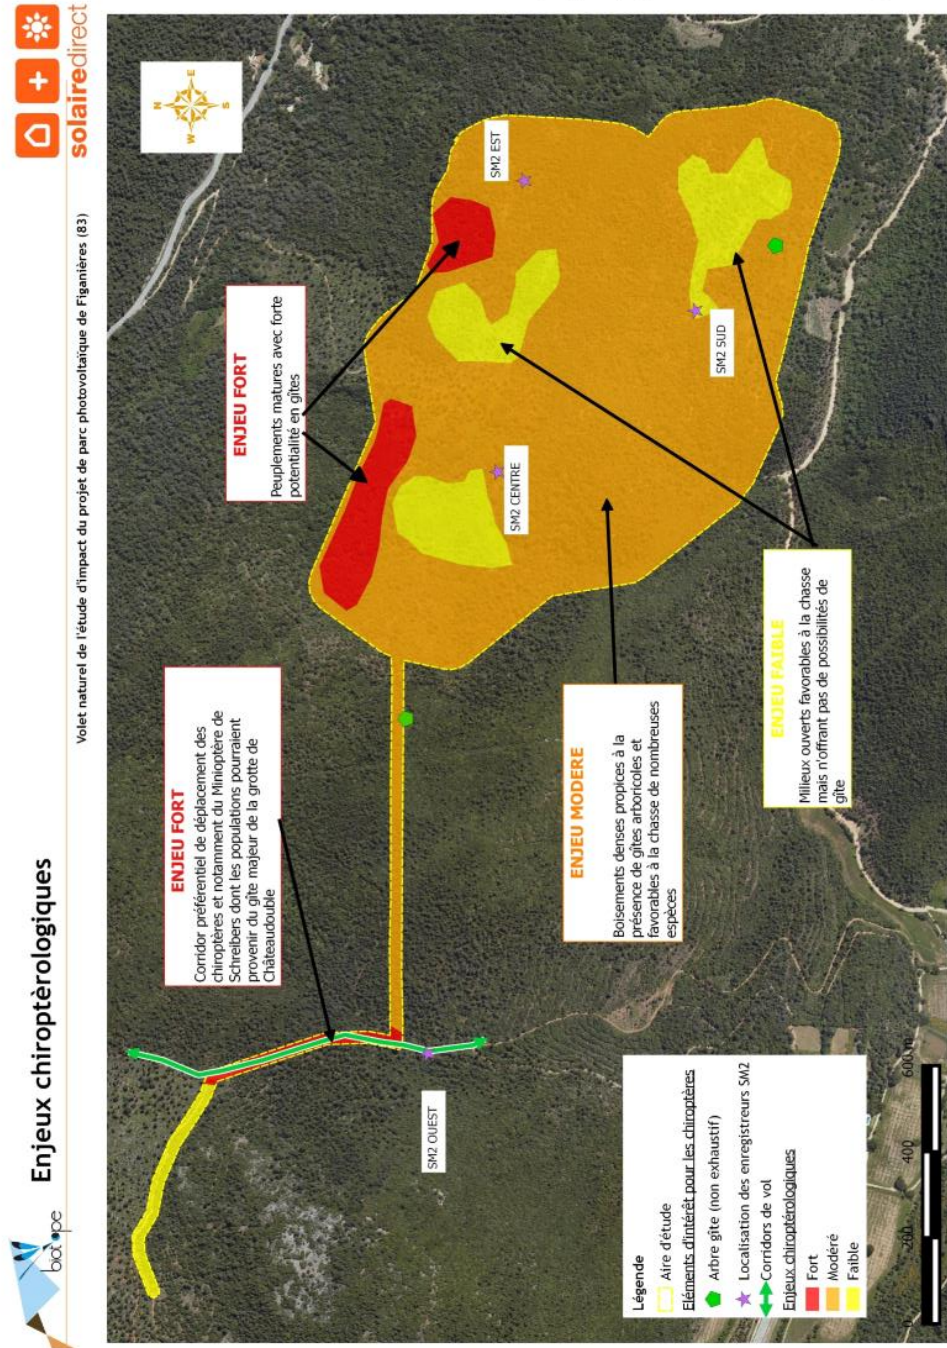 biotope
Enjeux chiroptèrologiques
solairedirect
Volet naturel de l'étude d'impact du projet de parc photovoltaïque de Figanières (83)
N
E
S
W
ENJEU FORT
Corridor préférentiel de déplacement des
chiroptères et notamment du Minioptère de
Schreibers dont les populations pourraient
provenir du gîte majeur de la grotte de
Châteaudouble
ENJEU FORT
Peuplements matures avec forte
potentialité en gîtes
SM2 EST
SM2 OUEST
SM2 CENTRE
SM2 SUD
ENJEU MODERE
Boisements denses propices à la
présence de gîtes arboricoles et
favorables à la chasse de nombreuses
espèces
ENJEU FAIBLE
Milieux ouverts favorables à la chasse
mais n'offrant pas de possibilités de
gîte
Légende
Aire d'étude
Eléments d'intérêt pour les chiroptères
Arbre gîte (non exhaustif)
Localisation des enregistreurs SM2
Corridors de vol
Enjeux chiroptérologiques
Fort
Modéré
Faible
0 200 400 600 m